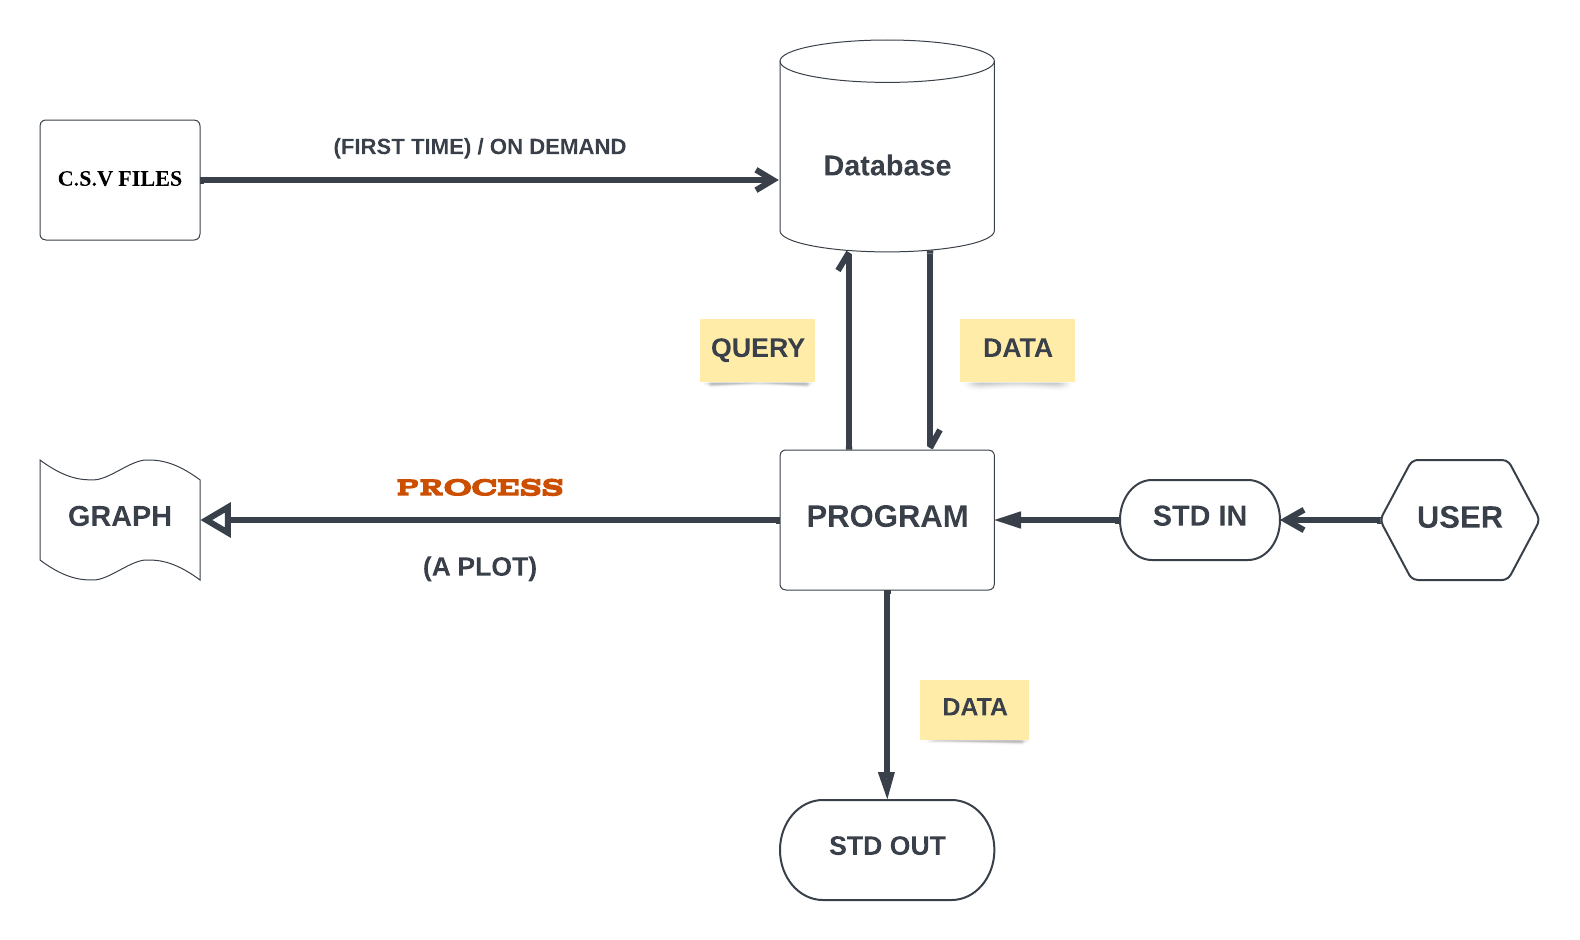 (FIRST TIME) / ON DEMAND
C.S.V FILES
Database
QUERY
DATA
PROCESS
GRAPH
(A PLOT)
PROGRAM
STD IN
USER
DATA
STD OUT